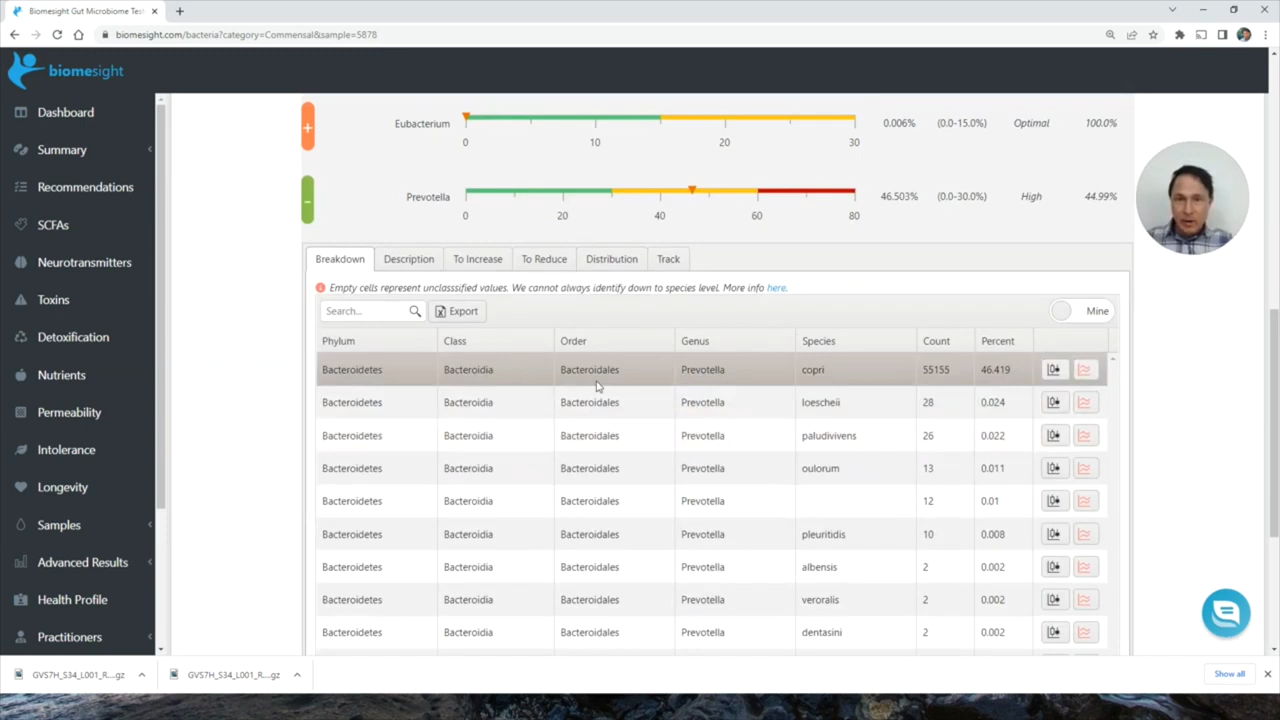 Biomesight Gut Microbiome Tes
biomesight.com/bacteria?category=Commensal&sample=5878
biomesight
Dashboard
Summary
Recommendations
SCFAs
Neurotransmitters
Toxins
Detoxification
Nutrients
Permeability
Intolerance
Longevity
Samples
Advanced Results
Health Profile
Practitioners
+ Eubacterium 0.006% (0.0-15.0%) Optimal 100.0%
0 10 20 30
- Prevotella 46.503% (0.0-30.0%) High 44.99%
0 20 40 60 80
Breakdown Description To Increase To Reduce Distribution Track
Empty cells represent unclasssified values. We cannot always identify down to species level. More info here.
Search... Export Mine
Phylum Class Order Genus Species Count Percent
Bacteroidetes Bacteroidia Bacteroidales Prevotella copri 55155 46.419
Bacteroidetes Bacteroidia Bacteroidales Prevotella loescheii 28 0.024
Bacteroidetes Bacteroidia Bacteroidales Prevotella paludivivens 26 0.022
Bacteroidetes Bacteroidia Bacteroidales Prevotella oulorum 13 0.011
Bacteroidetes Bacteroidia Bacteroidales Prevotella 12 0.01
Bacteroidetes Bacteroidia Bacteroidales Prevotella pleuritidis 10 0.008
Bacteroidetes Bacteroidia Bacteroidales Prevotella albensis 2 0.002
Bacteroidetes Bacteroidia Bacteroidales Prevotella veroralis 2 0.002
Bacteroidetes Bacteroidia Bacteroidales Prevotella dentasini 2 0.002
GVS7H_S34_L001_R....gz GVS7H_S34_L001_R....gz Show all